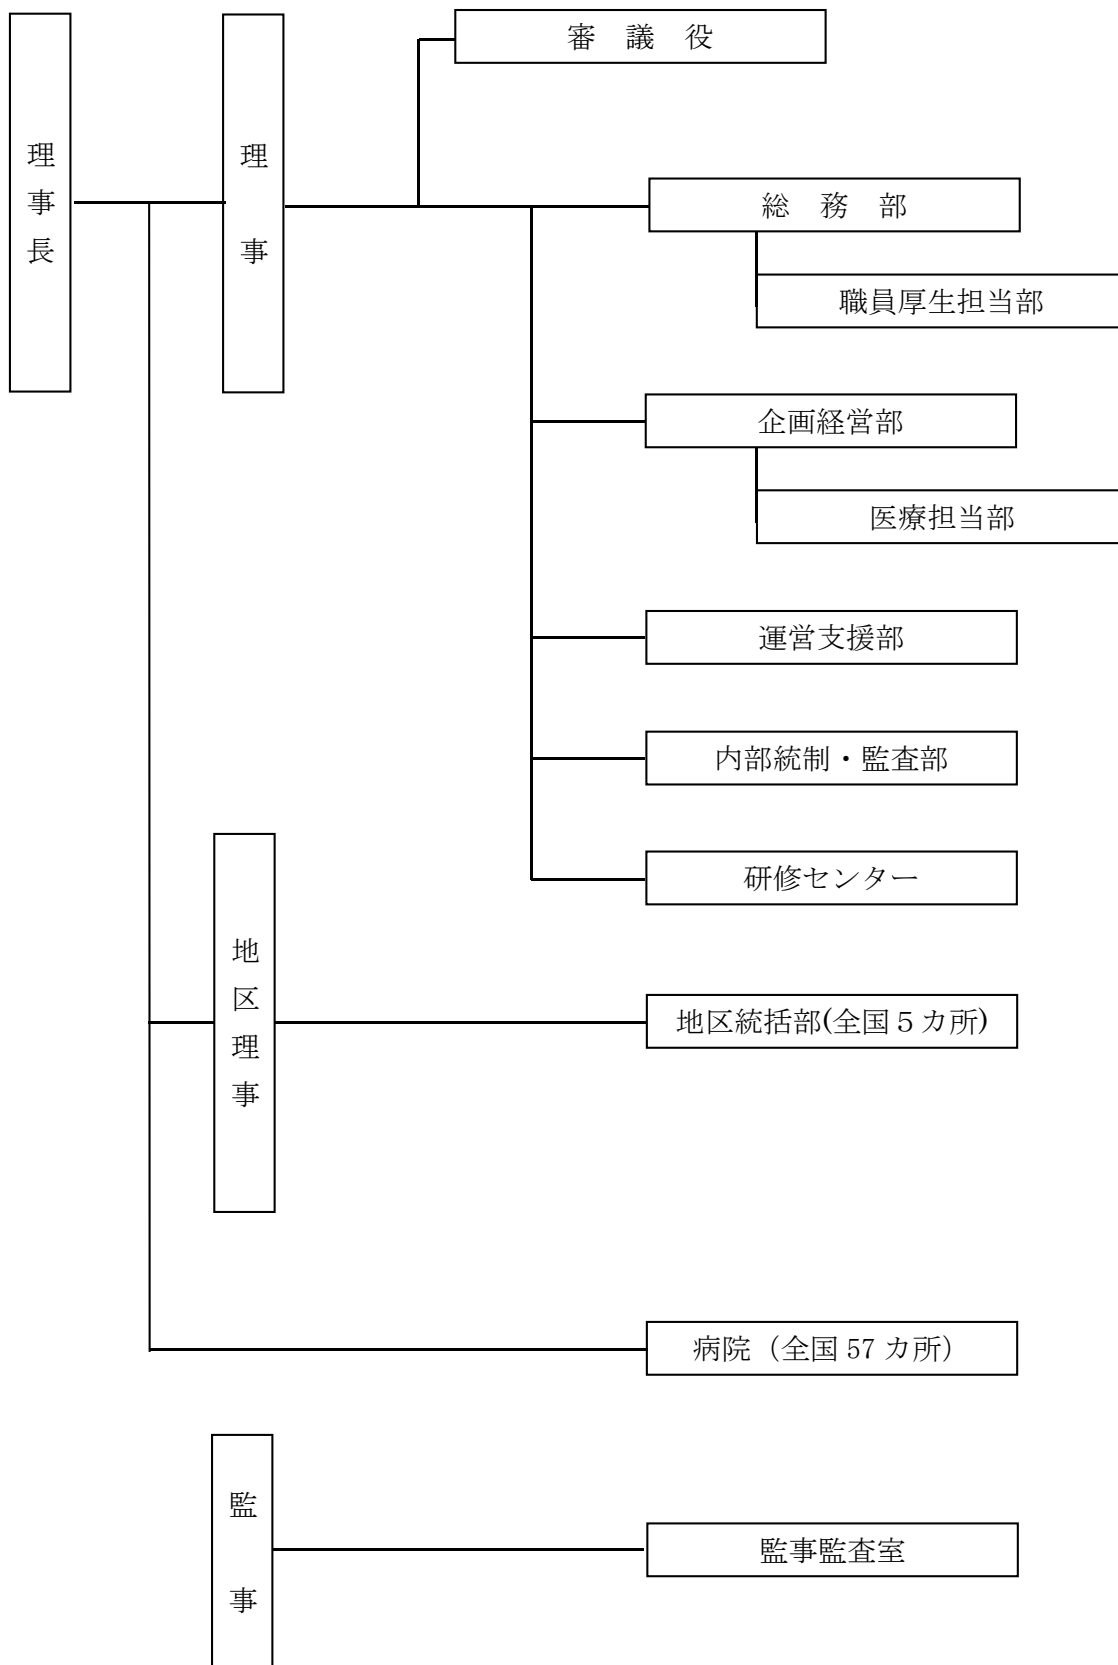 理事長
理事
審　議　役
総　務　部
職員厚生担当部
企画経営部
医療担当部
運営支援部
内部統制・監査部
研修センター
地区理事
地区統括部(全国５カ所)
病院（全国 57 カ所）
監事
監事監査室